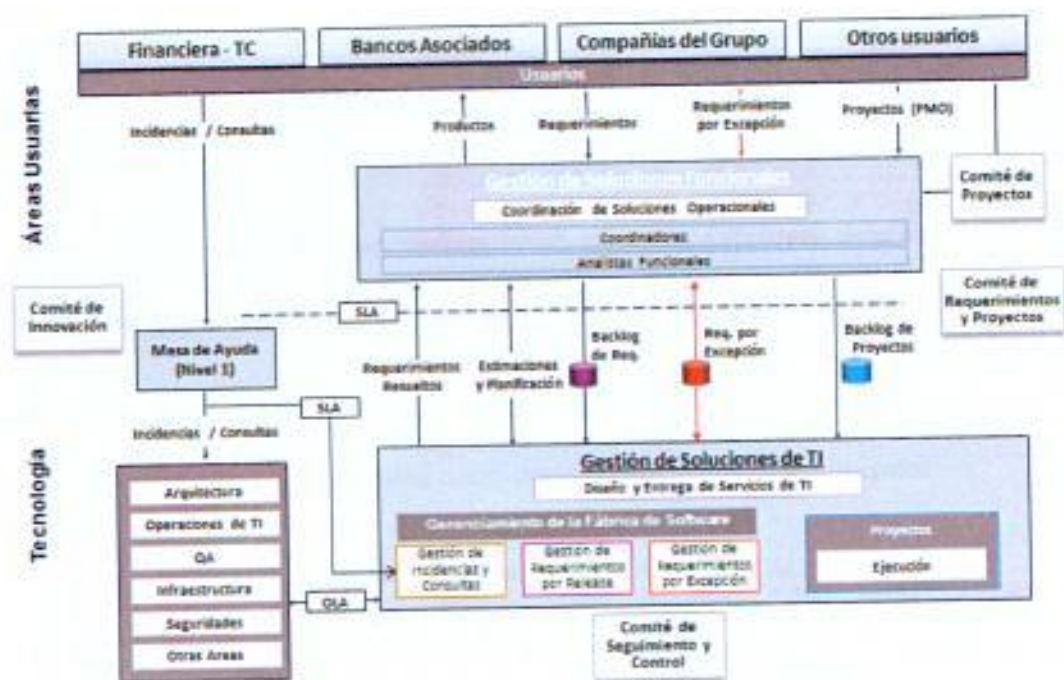 Financiera - TC
Bancos Asociados
Compañías del Grupo
Otros usuarios
Usuarios
Áreas Usuarias
Incidencias / Consultas
Productos
Requerimientos
Requerimientos
por Excepción
Proyectos (PMO)
Gestión de Soluciones Funcionales
Coordinación de Soluciones Operacionales
Coordinadores
Analistas Funcionales
Comité de
Proyectos
Comité de
Innovación
SLA
Comité de
Requerimientos
y Proyectos
Mesa de Ayuda
(Nivel 1)
Requerimientos
Resueltos
Estimaciones
y Planificación
Backlog
de Req.
Req. por
Excepción
Backlog de
Proyectos
SLA
Incidencias / Consultas
Tecnología
Arquitectura
Operaciones de TI
QA
Infraestructura
Seguridades
Otras Areas
OLA
Gestión de Soluciones de TI
Diseño y Entrega de Servicios de TI
Gerenciamiento de la Fábrica de Software
Gestión de
Incidencias y
Consultas
Gestión de
Requerimientos
por Release
Gestión de
Requerimientos
por Excepción
Proyectos
Ejecución
Comité de
Seguimiento y
Control